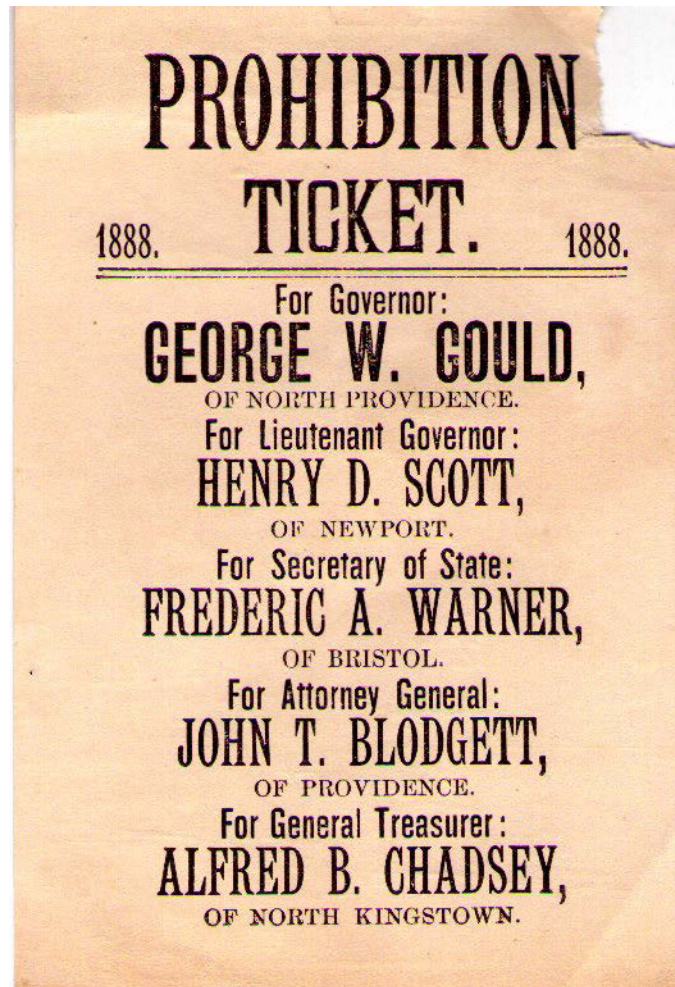 PROHIBITION
TICKET.
1888. 1888.
For Governor:
GEORGE W. GOULD,
OF NORTH PROVIDENCE.
For Lieutenant Governor:
HENRY D. SCOTT,
OF NEWPORT.
For Secretary of State:
FREDERIC A. WARNER,
OF BRISTOL.
For Attorney General:
JOHN T. BLODGETT,
OF PROVIDENCE.
For General Treasurer:
ALFRED B. CHADSEY,
OF NORTH KINGSTOWN.